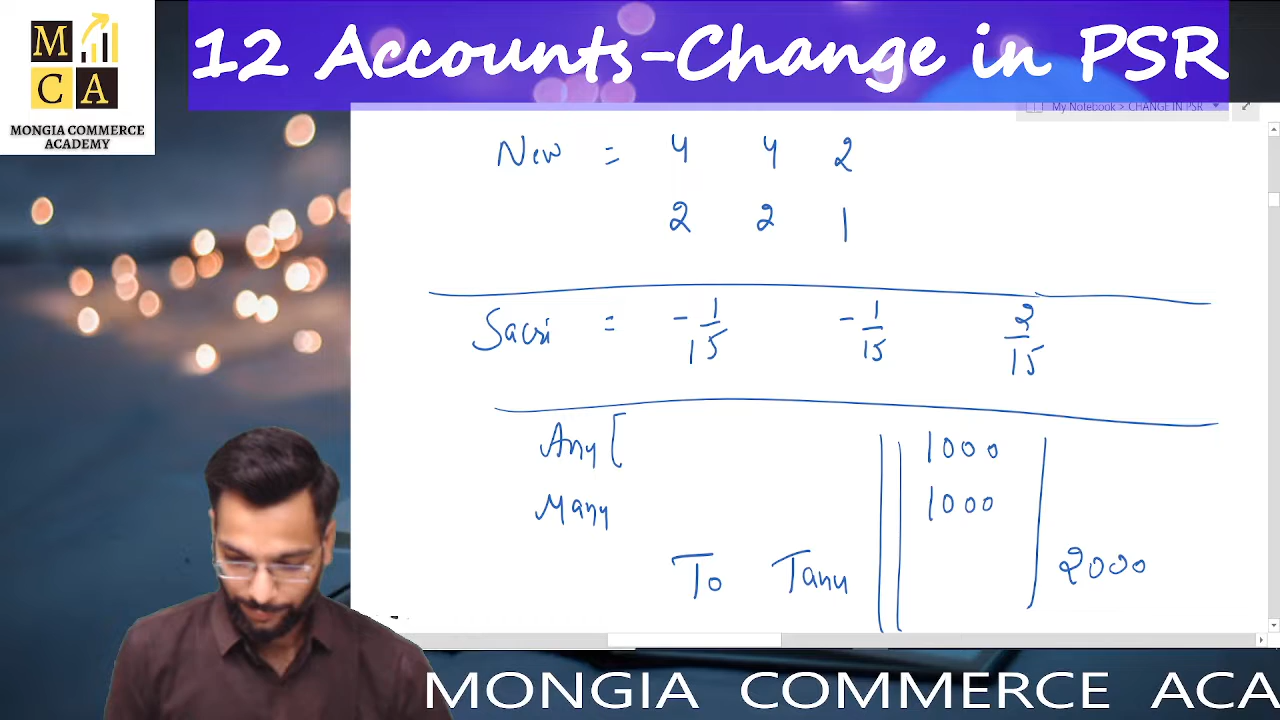 M
C A
MONGIA COMMERCE
ACADEMY
12 Accounts-Change in PSR
My Notebook > CHANGE IN PSR
New = 4 4 2
2 2 1
Sacri = -1/15 -1/15 2/15
Any [ 1000
Many 1000
To Tanu 2000
MONGIA COMMERCE ACA